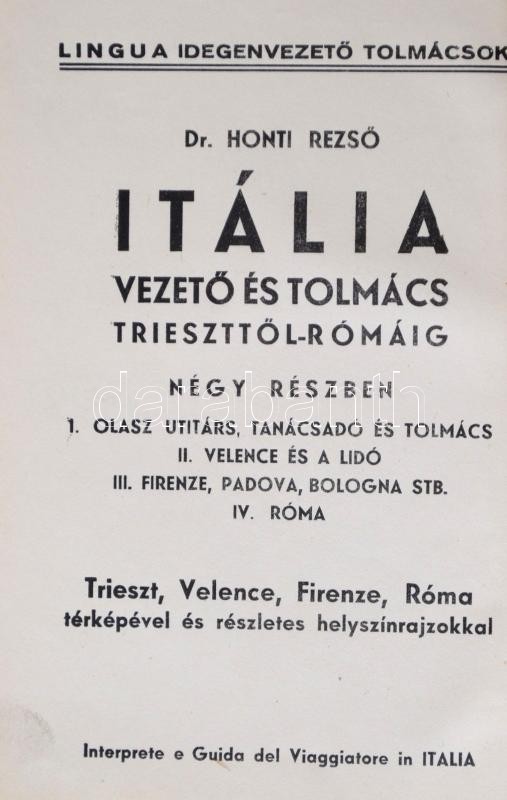 LINGUA IDEGENVEZETŐ TOLMÁCSOK
Dr. HONTI REZSŐ
ITÁLIA
VEZETŐ ÉS TOLMÁCS
TRIESZTTŐL-RÓMÁIG
NÉGY RÉSZBEN
darabanth
I. OLASZ UTITÁRS, TANÁCSADÓ ÉS TOLMÁCS
II. VELENCE ÉS A LIDÓ
III. FIRENZE, PADOVA, BOLOGNA STB.
IV. RÓMA
Trieszt, Velence, Firenze, Róma
térképével és részletes helyszínrajzokkal
Interprete e Guida del Viaggiatore in ITALIA